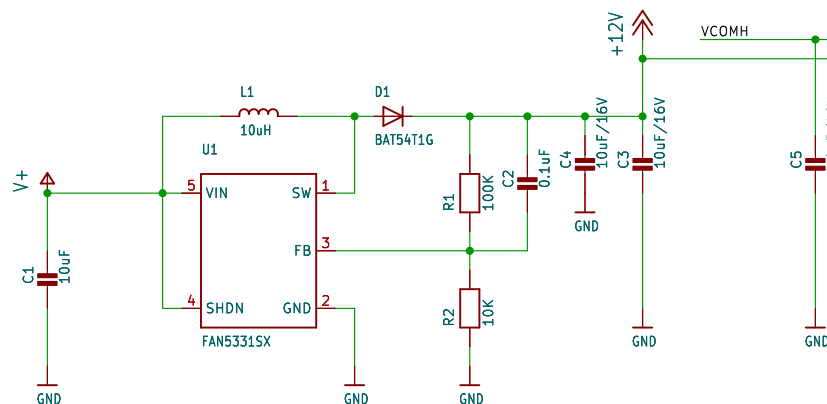 +12V
VCOMH
L1
10uH
D1
BAT54T1G
10uF/16V
C4
10uF/16V
C3
U1
V+
5
VIN
SW
1
R1
100K
C2
0.1uF
GND
C5
FB
3
C1
10uF
4
SHDN
GND
2
R2
10K
FAN5331SX
GND
GND
GND
GND
GND